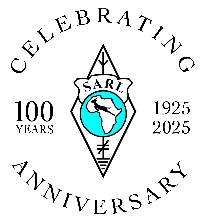 CELEBRATING
SARL
100 1925
YEARS 2025
ANNIVERSARY